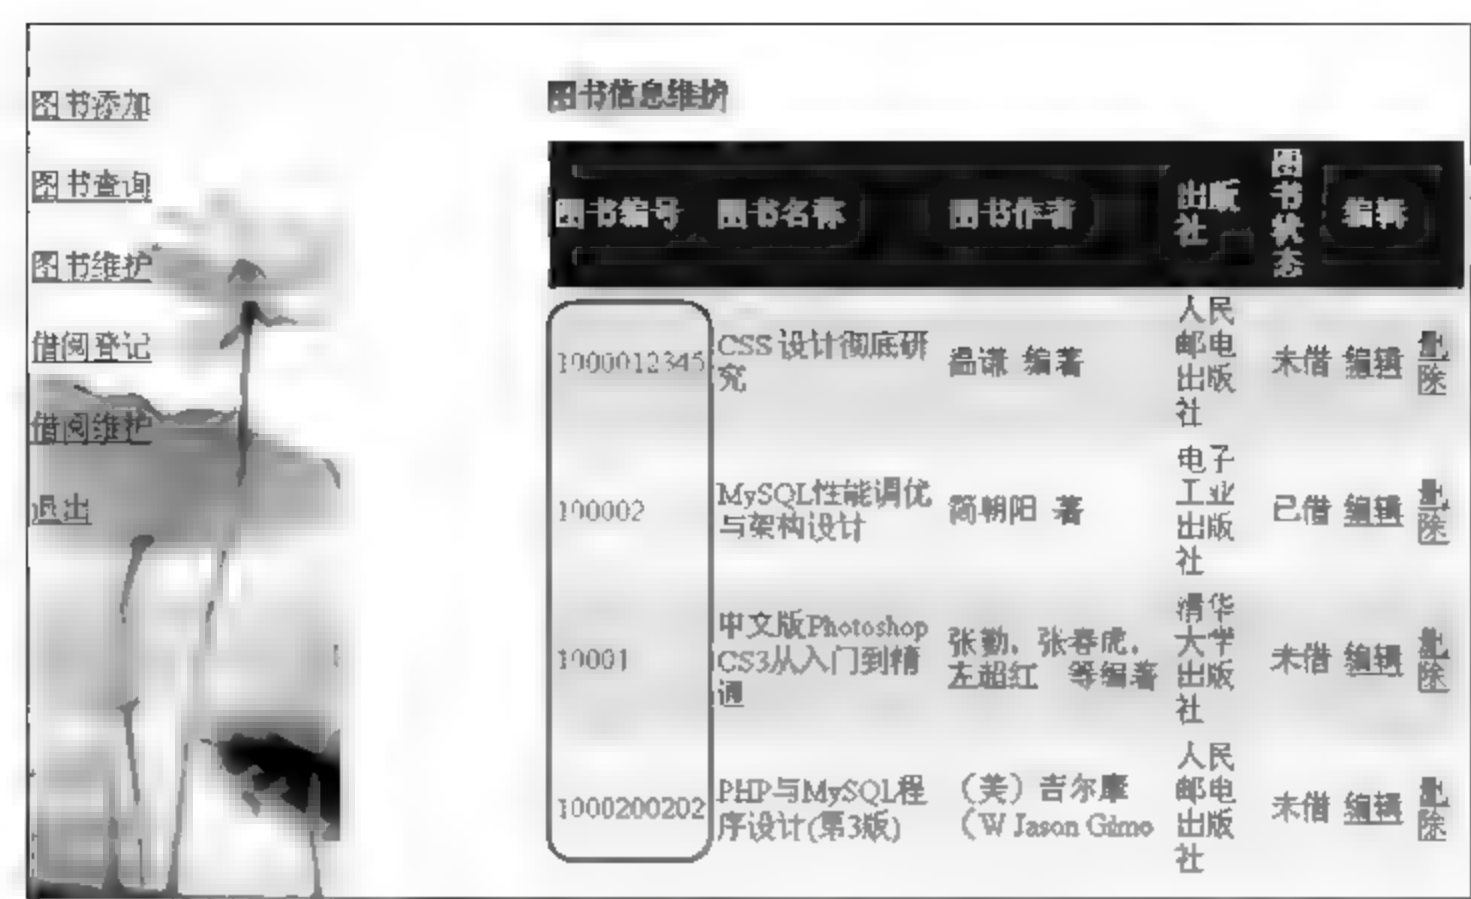 图书添加
图书查询
图书维护
借阅登记
借阅维护
退出
图书信息维护
图书编号 图书名称 图书作者 出版社 图书状态 编辑
1000012345 CSS 设计彻底研究 温谦 编著 人民邮电出版社 未借 编辑 删除
100002 MySQL性能调优与架构设计 简朝阳 著 电子工业出版社 已借 编辑 删除
10001 中文版Photoshop CS3从入门到精通 张勤，张春虎，左超红 等编著 清华大学出版社 未借 编辑 删除
1000200202 PHP与MySQL程序设计(第3版) （美）吉尔摩（W Jason Gilmo 人民邮电出版社 未借 编辑 删除